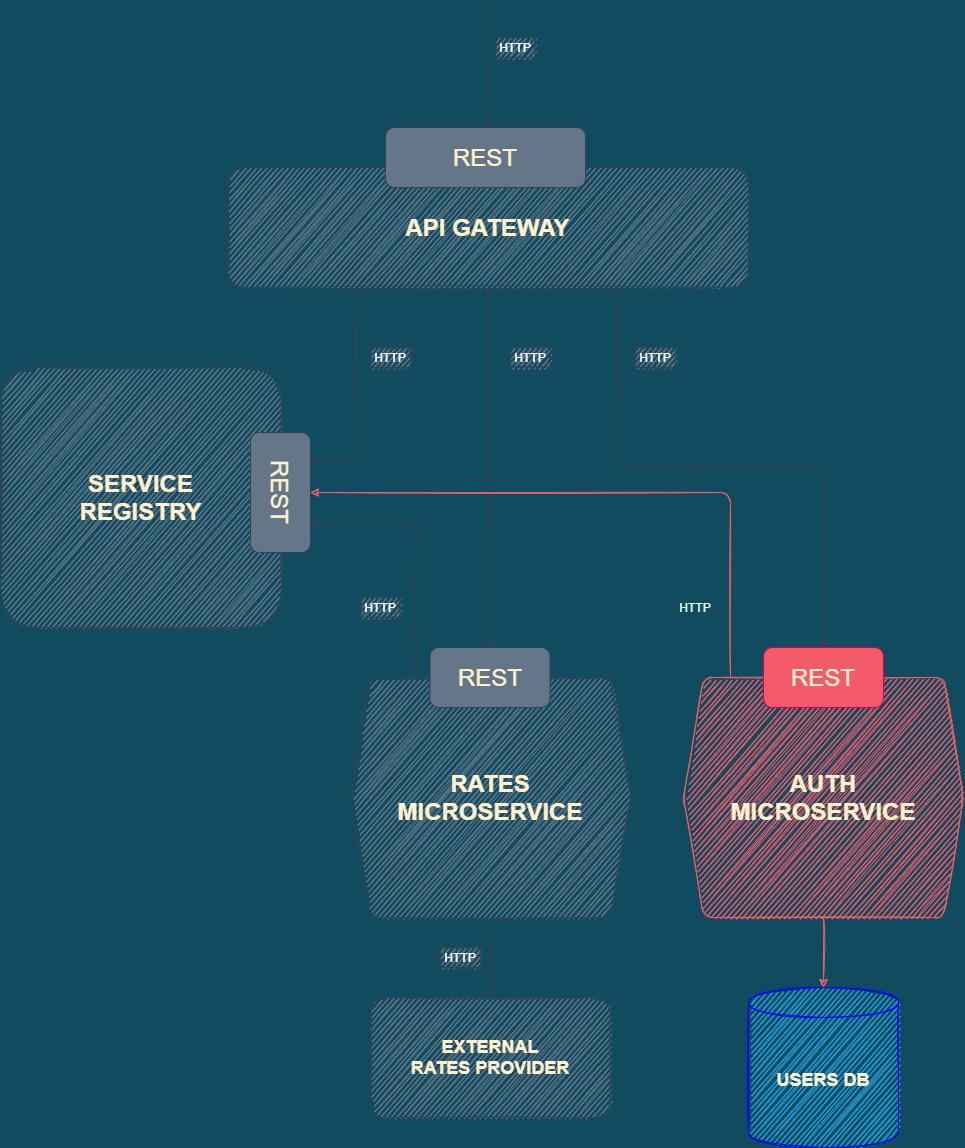 HTTP
REST
API GATEWAY
HTTP
HTTP
HTTP
SERVICE
REGISTRY
REST
HTTP
HTTP
REST
REST
RATES
MICROSERVICE
AUTH
MICROSERVICE
HTTP
EXTERNAL
RATES PROVIDER
USERS DB